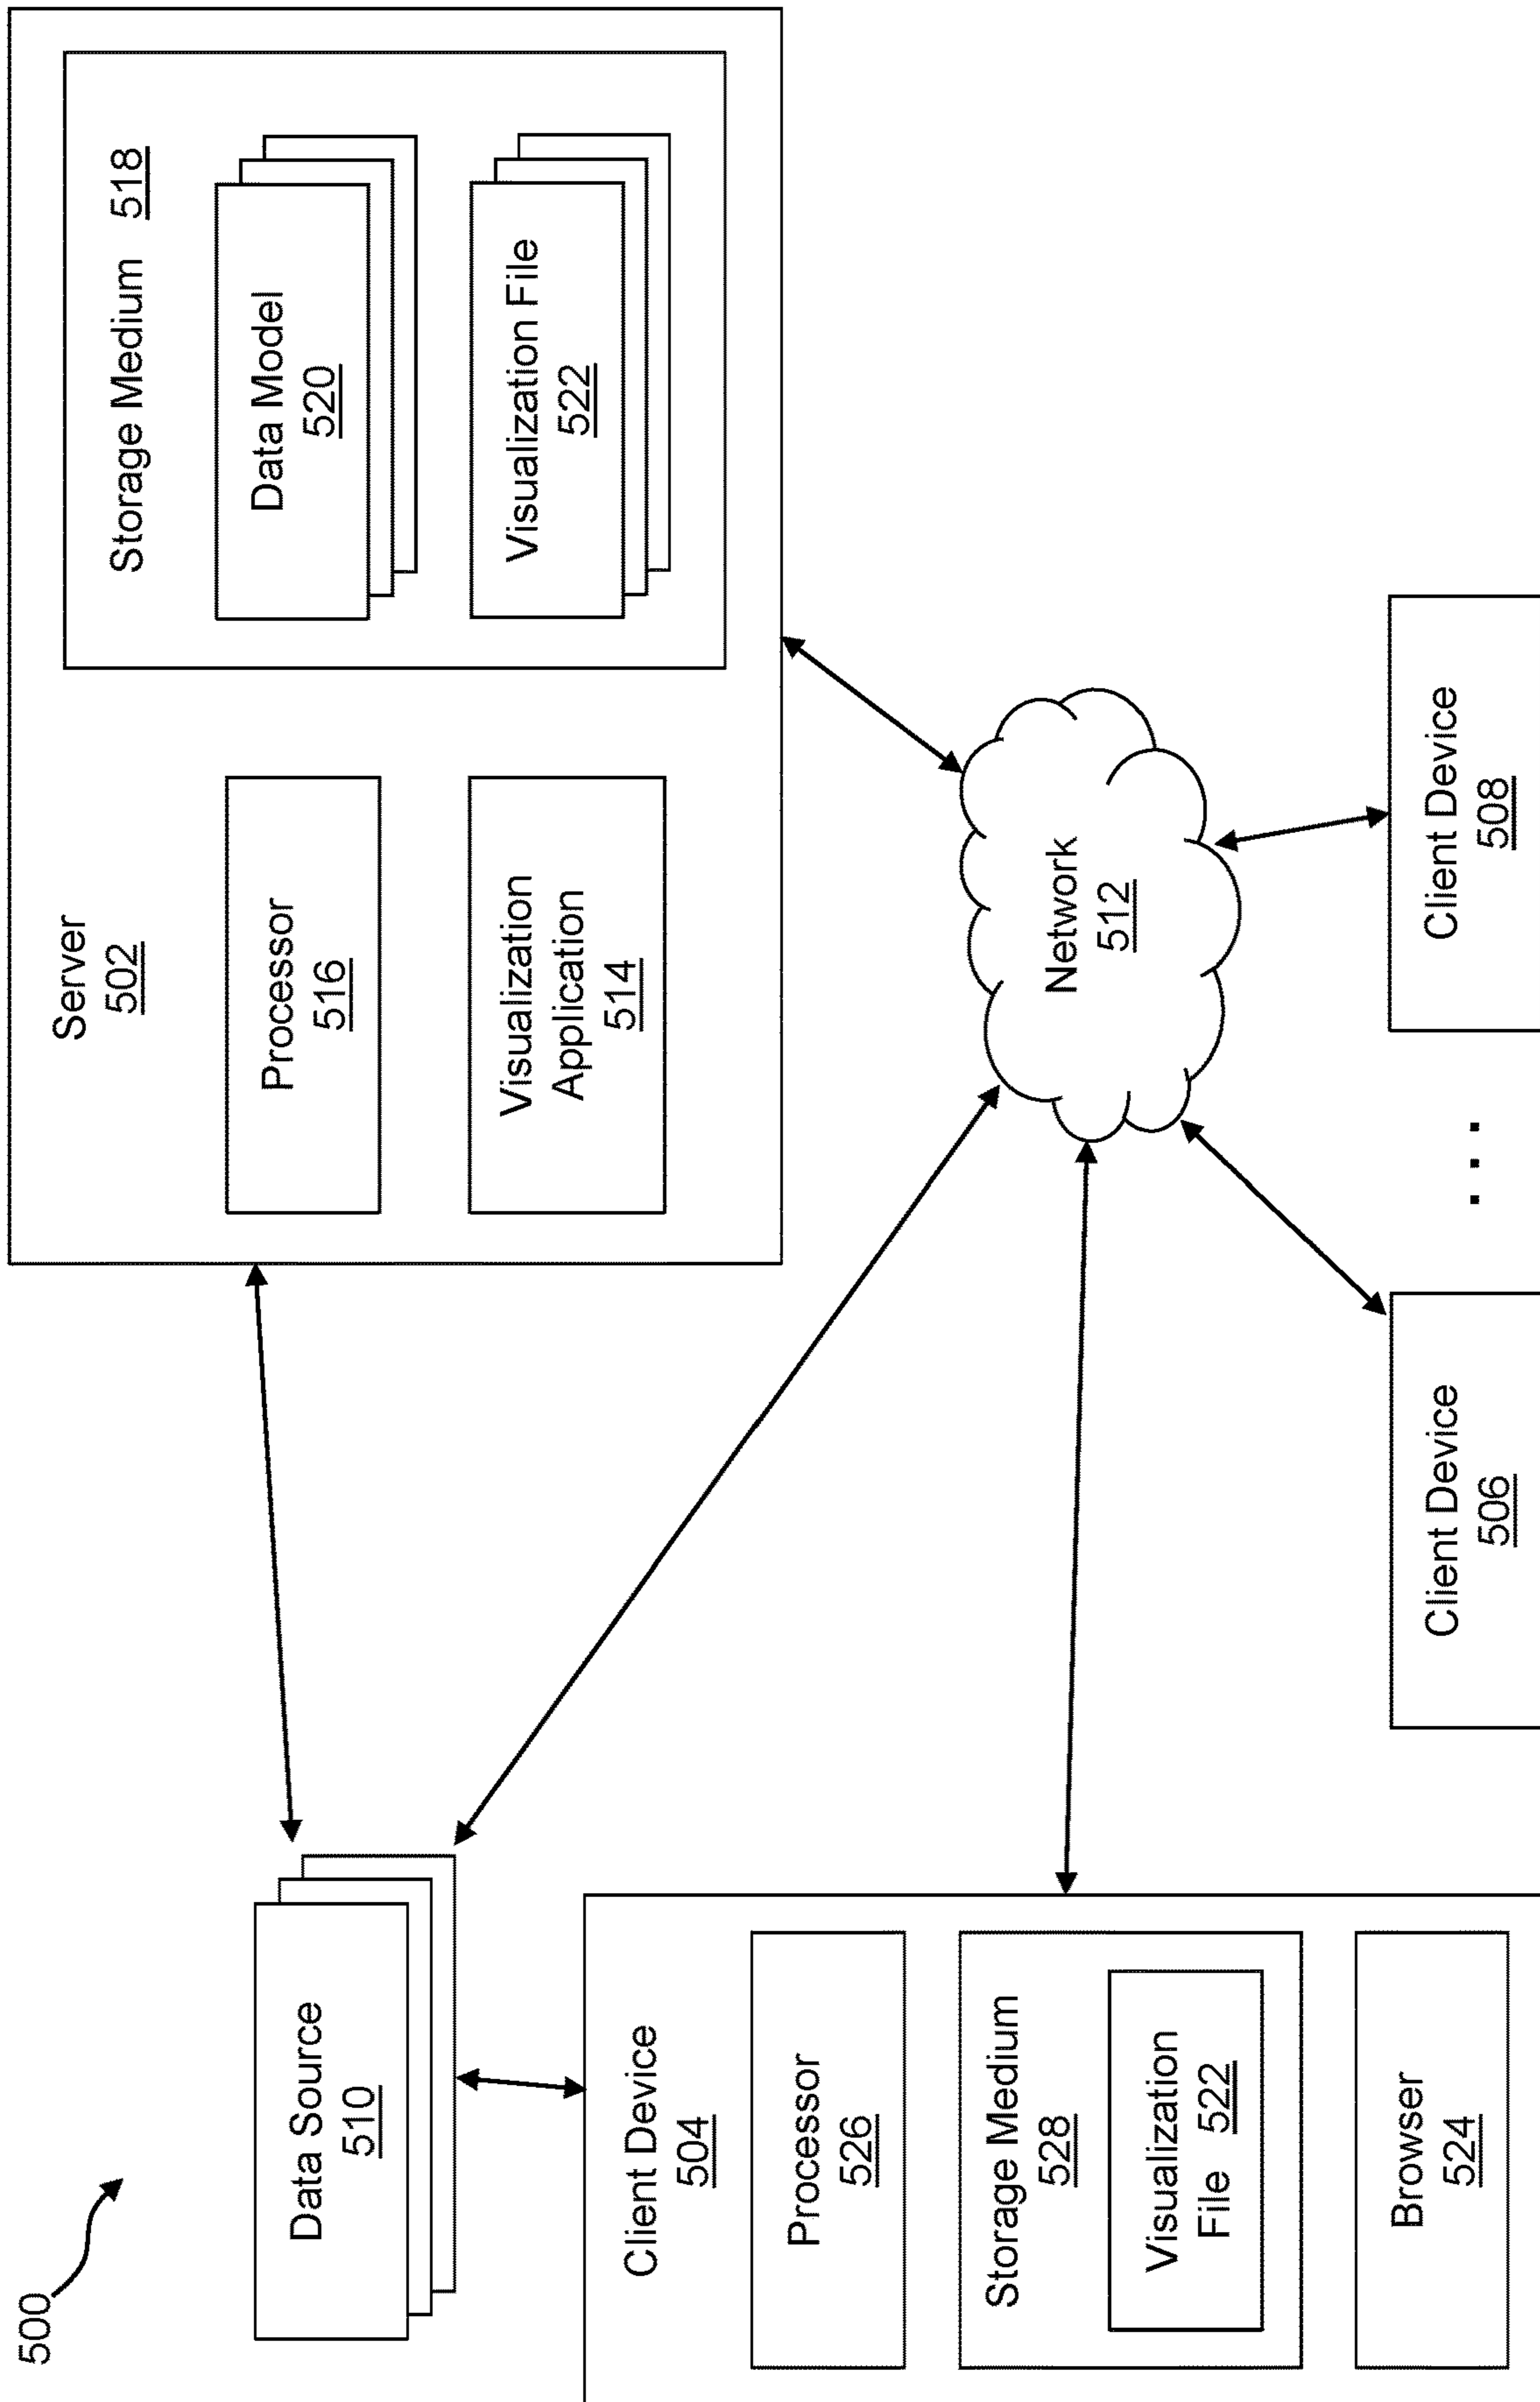 500
Data Source
510
Server
502
Storage Medium 518
Processor
516
Data Model
520
Visualization
Application
514
Visualization File
522
Client Device
504
Processor
526
Storage Medium
528
Visualization
File 522
Browser
524
Network
512
Client Device
506
. . .
Client Device
508